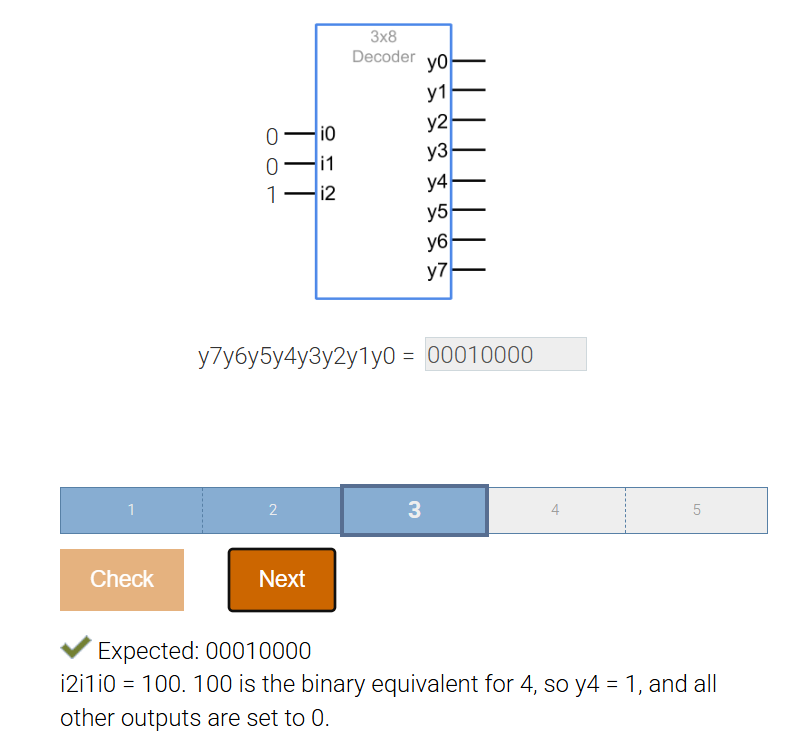 3x8
Decoder
y0
y1
y2
0 i0
y3
0 i1
y4
1 i2
y5
y6
y7
y7y6y5y4y3y2y1y0 = 00010000
1 2 3 4 5
Check Next
Expected: 00010000
i2i1i0 = 100. 100 is the binary equivalent for 4, so y4 = 1, and all
other outputs are set to 0.